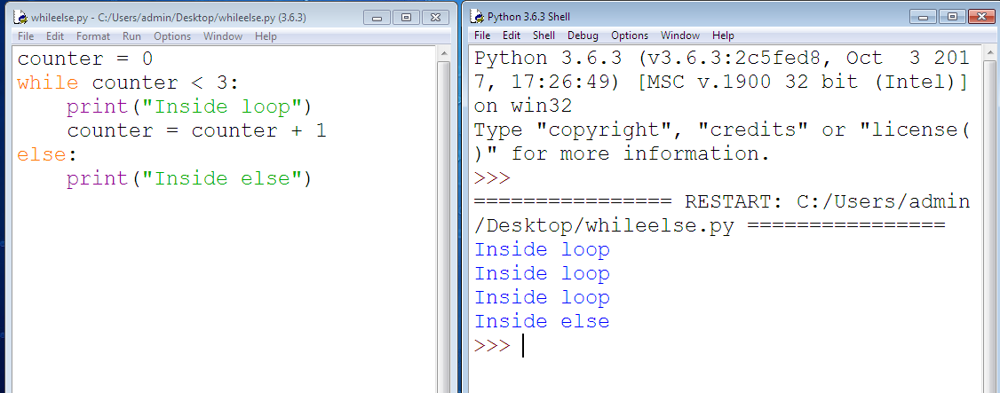 whileelse.py - C:/Users/admin/Desktop/whileelse.py (3.6.3)
File Edit Format Run Options Window Help
counter = 0
while counter < 3:
    print("Inside loop")
    counter = counter + 1
else:
    print("Inside else")
Python 3.6.3 Shell
File Edit Shell Debug Options Window Help
Python 3.6.3 (v3.6.3:2c5fed8, Oct  3 201
7, 17:26:49) [MSC v.1900 32 bit (Intel)]
on win32
Type "copyright", "credits" or "license(
)" for more information.
>>>
================ RESTART: C:/Users/admin
/Desktop/whileelse.py ================
Inside loop
Inside loop
Inside loop
Inside else
>>>